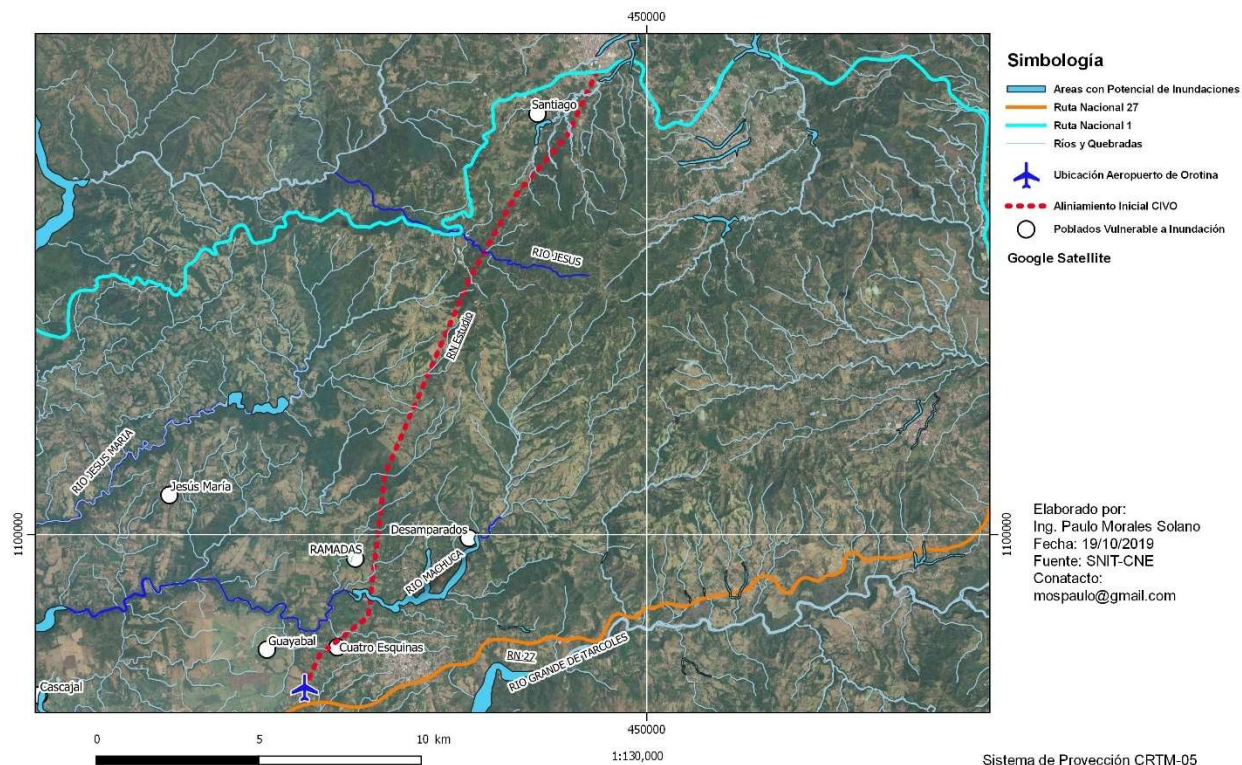 450000
Santiago
RIO JESUS
RN Estudio
RIO JESUS MARIA
Jesús María
Desamparados
RAMADAS
RIO MACHUCA
1100000
1100000
Guayabal
Cuatro Esquinas
RN 27
RIO GRANDE DE TARCOLES
Cascajal
450000
0
5
10 km
1:130,000
Simbología
Areas con Potencial de Inundaciones
Ruta Nacional 27
Ruta Nacional 1
Ríos y Quebradas
Ubicación Aeropuerto de Orotina
Aliniamiento Inicial CIVO
Poblados Vulnerable a Inundación
Google Satellite
Elaborado por:
Ing. Paulo Morales Solano
Fecha: 19/10/2019
Fuente: SNIT-CNE
Conatacto:
mospaulo@gmail.com
Sistema de Proyección CRTM-05